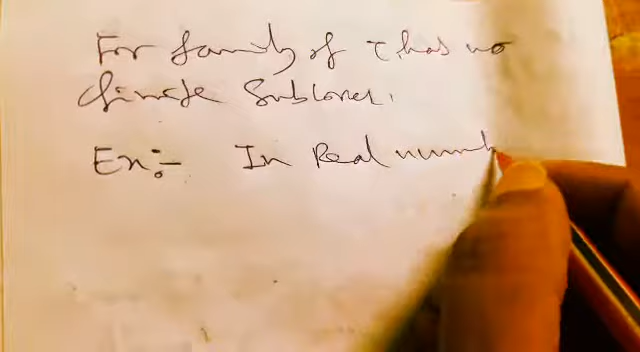 For family of τ has no
finite Subcover.
Ex:- In Real numb